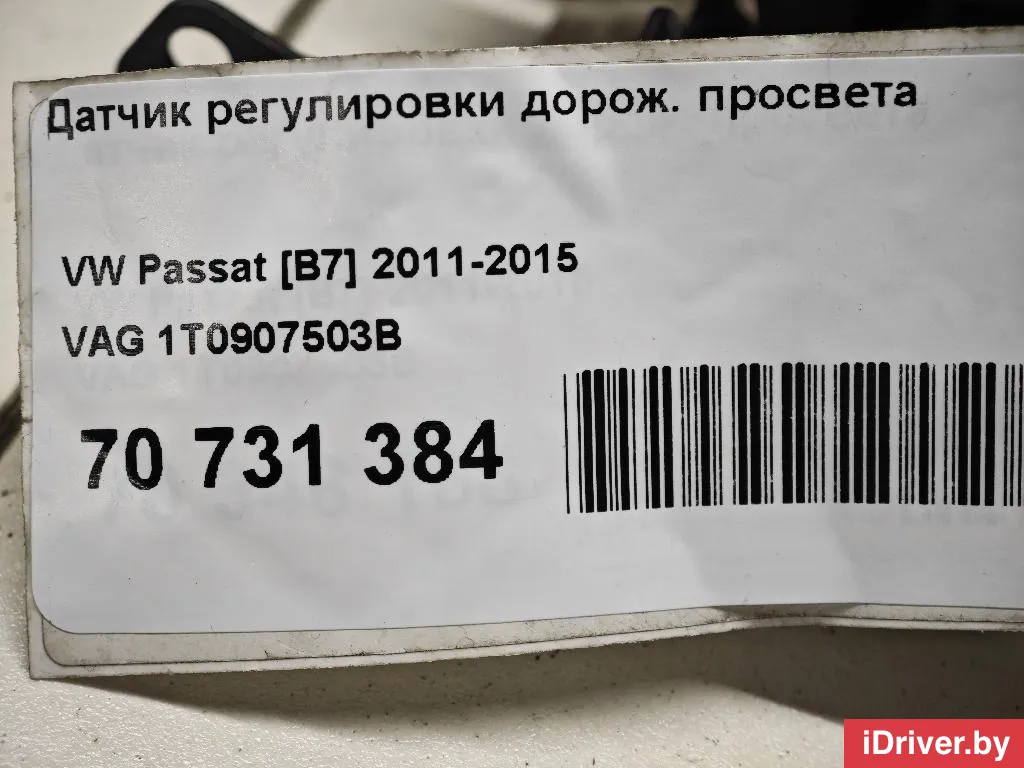 Датчик регулировки дорож. просвета
VW Passat [B7] 2011-2015
VAG 1T0907503B
70 731 384
iDriver.by